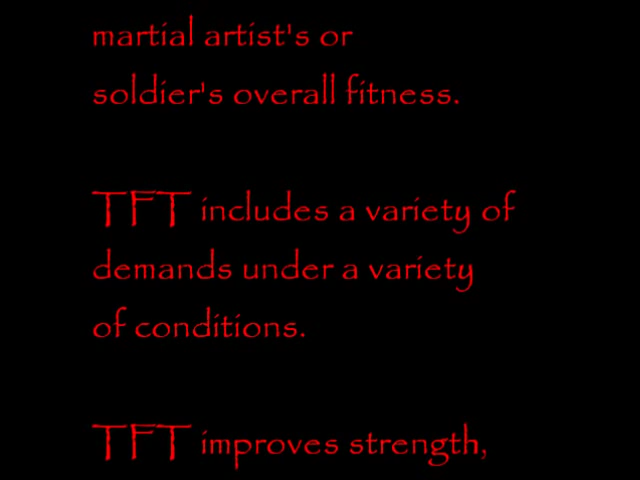 martial artist's or
soldier's overall fitness.
TFT includes a variety of
demands under a variety
of conditions.
TFT improves strength,